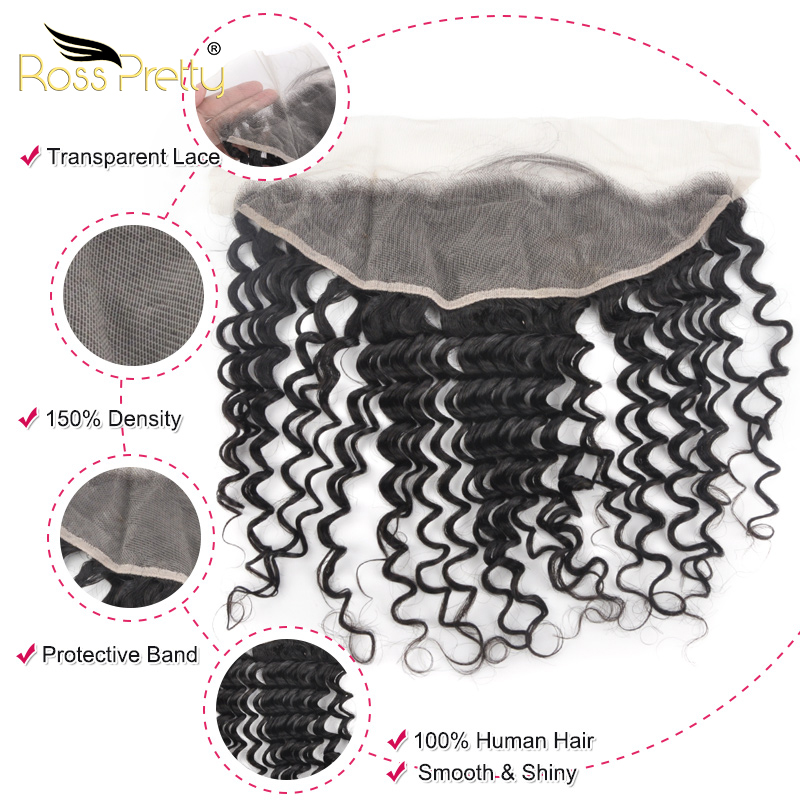 Ross Pretty®
Transparent Lace
150% Density
Protective Band
100% Human Hair
Smooth & Shiny